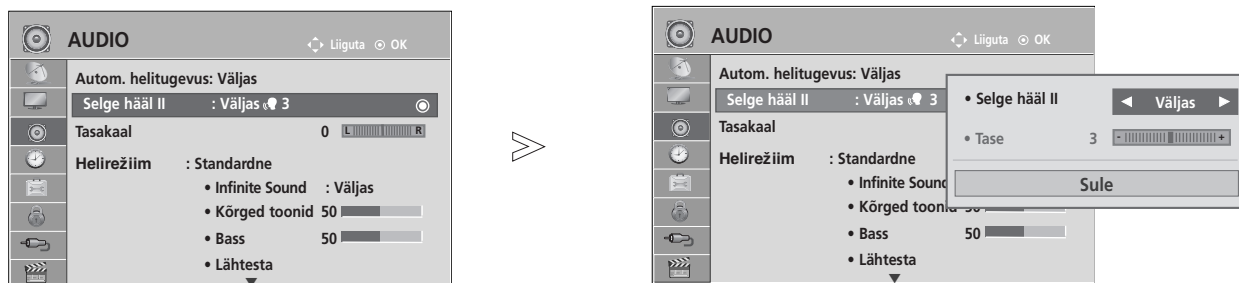 AUDIO Liiguta OK
Autom. helitugevus: Väljas
Selge hääl II : Väljas 3
Tasakaal 0 L R
Helirežiim : Standardne
• Infinite Sound : Väljas
• Kõrged toonid 50
• Bass 50
• Lähtesta
AUDIO Liiguta OK
Autom. helitugevus: Väljas
Selge hääl II : Väljas 3
Tasakaal
Helirežiim : Standardne
• Infinite Sound
• Kõrged
• Bass 50
• Lähtesta
• Selge hääl II Väljas
• Tase 3 - +
Sule